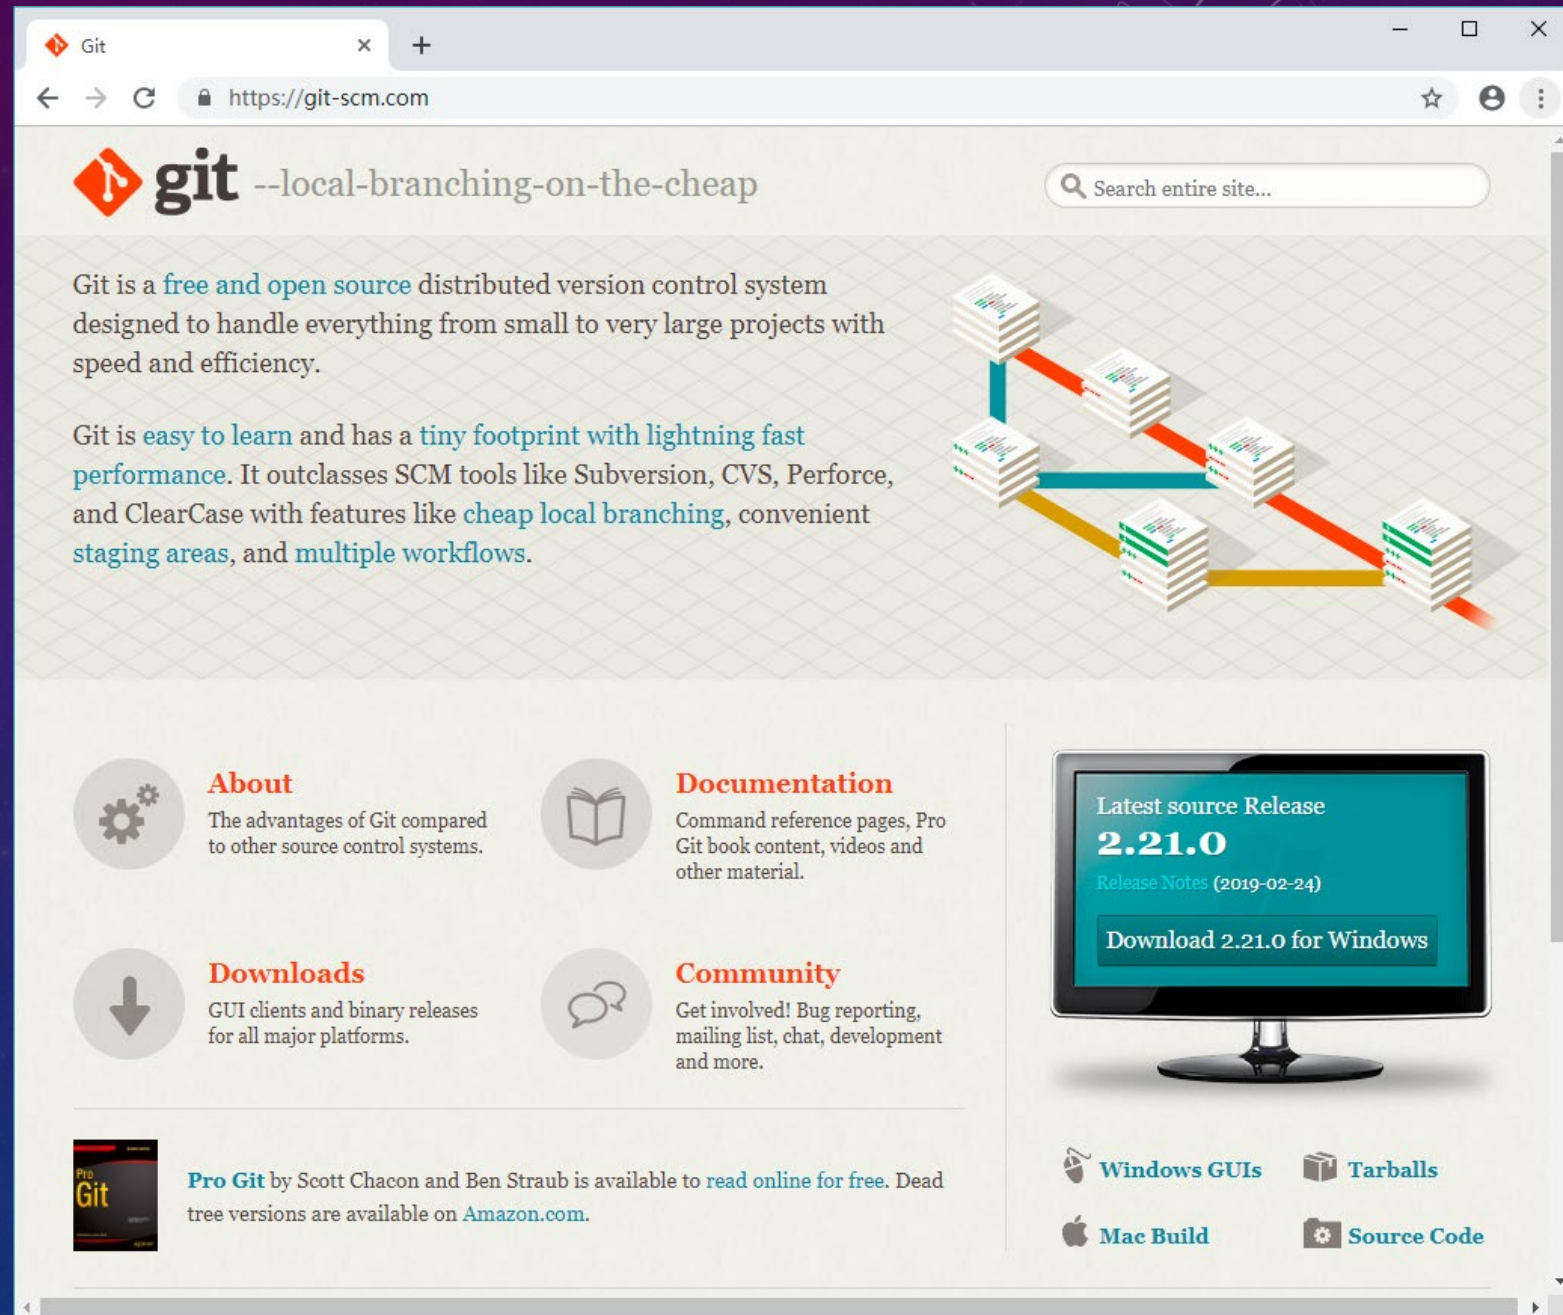 Git
https://git-scm.com
git --local-branching-on-the-cheap
Search entire site...
Git is a free and open source distributed version control system
designed to handle everything from small to very large projects with
speed and efficiency.
Git is easy to learn and has a tiny footprint with lightning fast
performance. It outclasses SCM tools like Subversion, CVS, Perforce,
and ClearCase with features like cheap local branching, convenient
staging areas, and multiple workflows.
About
The advantages of Git compared
to other source control systems.
Documentation
Command reference pages, Pro
Git book content, videos and
other material.
Downloads
GUI clients and binary releases
for all major platforms.
Community
Get involved! Bug reporting,
mailing list, chat, development
and more.
Pro
Git
Pro Git by Scott Chacon and Ben Straub is available to read online for free. Dead
tree versions are available on Amazon.com.
Latest source Release
2.21.0
Release Notes (2019-02-24)
Download 2.21.0 for Windows
Windows GUIs
Tarballs
Mac Build
Source Code